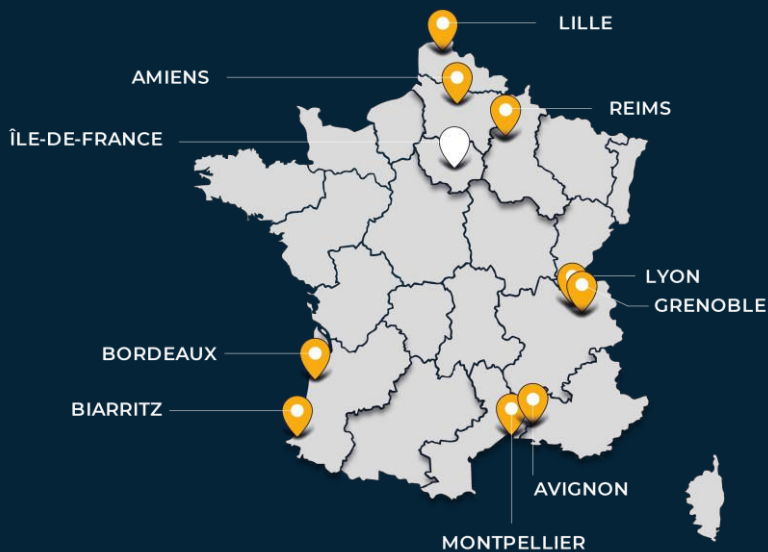 LILLE
AMIENS
REIMS
ÎLE-DE-FRANCE
LYON
GRENOBLE
BORDEAUX
BIARRITZ
AVIGNON
MONTPELLIER